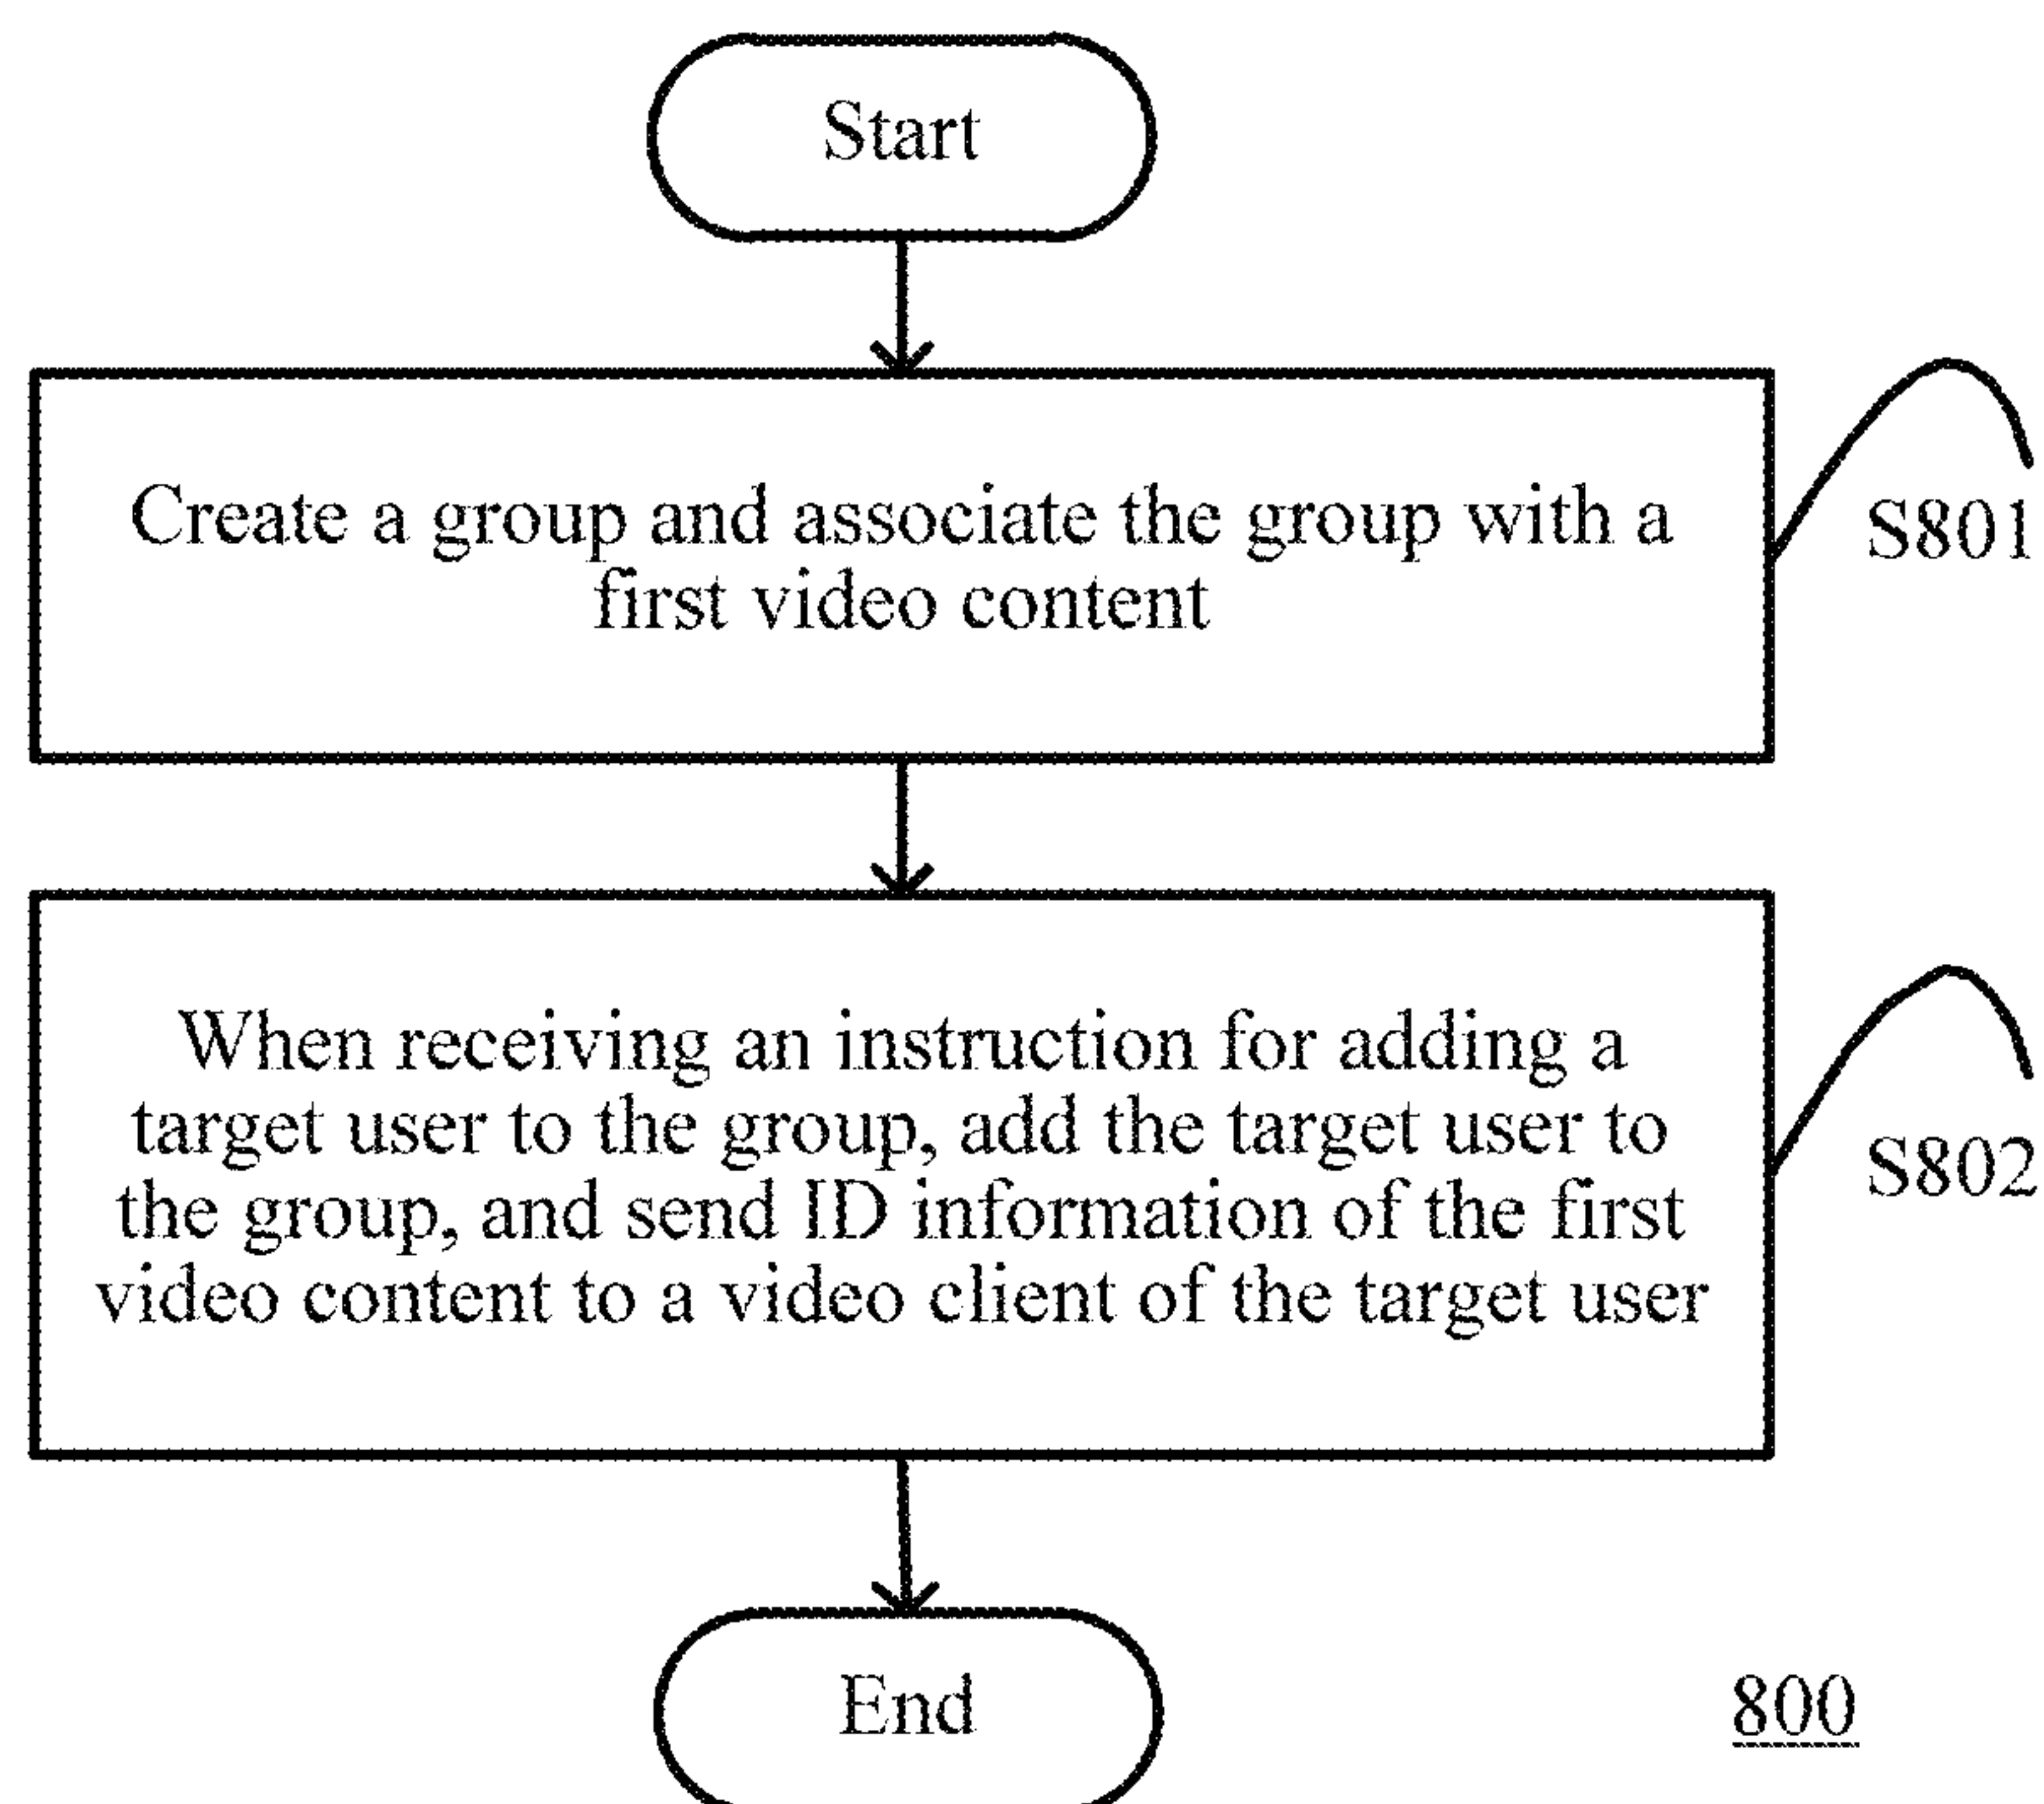 Start
Create a group and associate the group with a
first video content
S801
When receiving an instruction for adding a
target user to the group, add the target user to
the group, and send ID information of the first
video content to a video client of the target user
S802
End
800